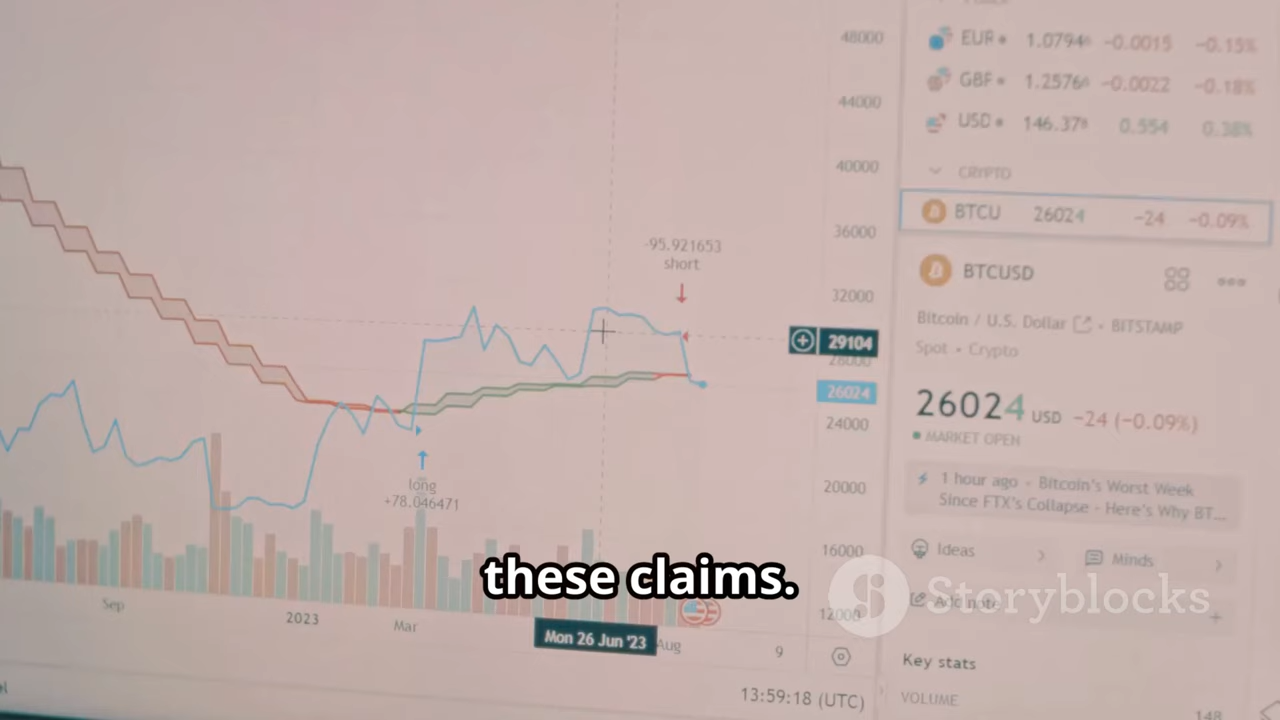 48000
44000
40000
36000
32000
28000
24000
20000
16000
12000
29104
26024
-95.921653
short
long
+78.046471
Sep
2023
Mar
Mon 26 Jun '23
Aug
9
13:59:18 (UTC)
EUR 1.0794 -0.0015 -0.15%
GBP 1.2576 -0.0022 -0.18%
USD 146.37 0.554 0.38%
CRYPTO
BTCU 26024 -24 -0.09%
BTCUSD
Bitcoin / U.S. Dollar • BITSTAMP
Spot • Crypto
26024 USD -24 (-0.09%)
MARKET OPEN
1 hour ago • Bitcoin's Worst Week
Since FTX's Collapse - Here's Why BT...
Ideas
Minds
Add note
Key stats
VOLUME
these claims.
Storyblocks